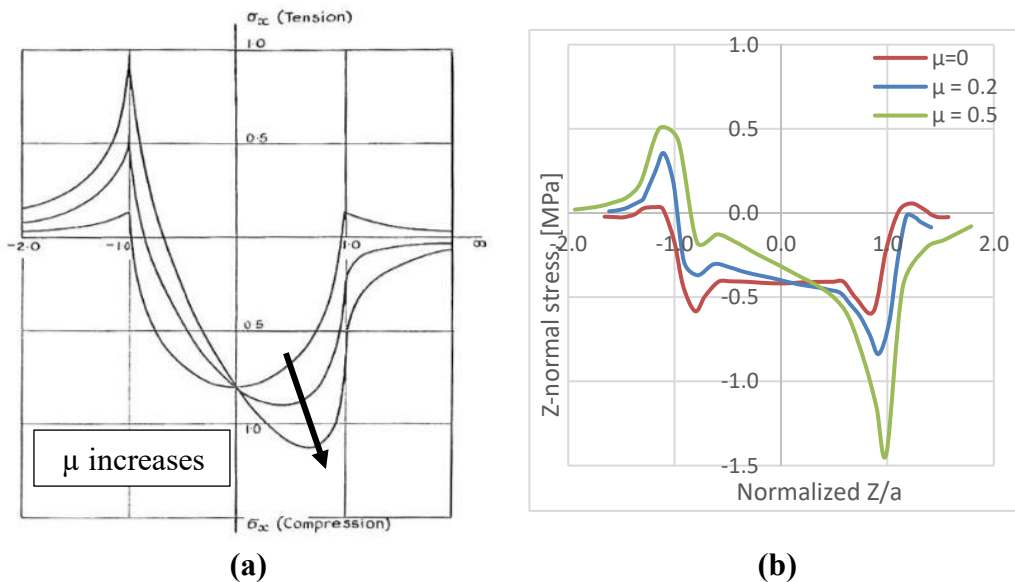 σx (Tension)
1.0
0.5
-2.0
-1.0
1.0
0.5
1.0
σx (Compression)
μ increases
(a)
1.0
0.5
0.0
-0.5
-1.0
-1.5
-2.0
-1.0
0.0
1.0
2.0
Z-normal stress, [MPa]
Normalized Z/a
μ=0
μ = 0.2
μ = 0.5
(b)